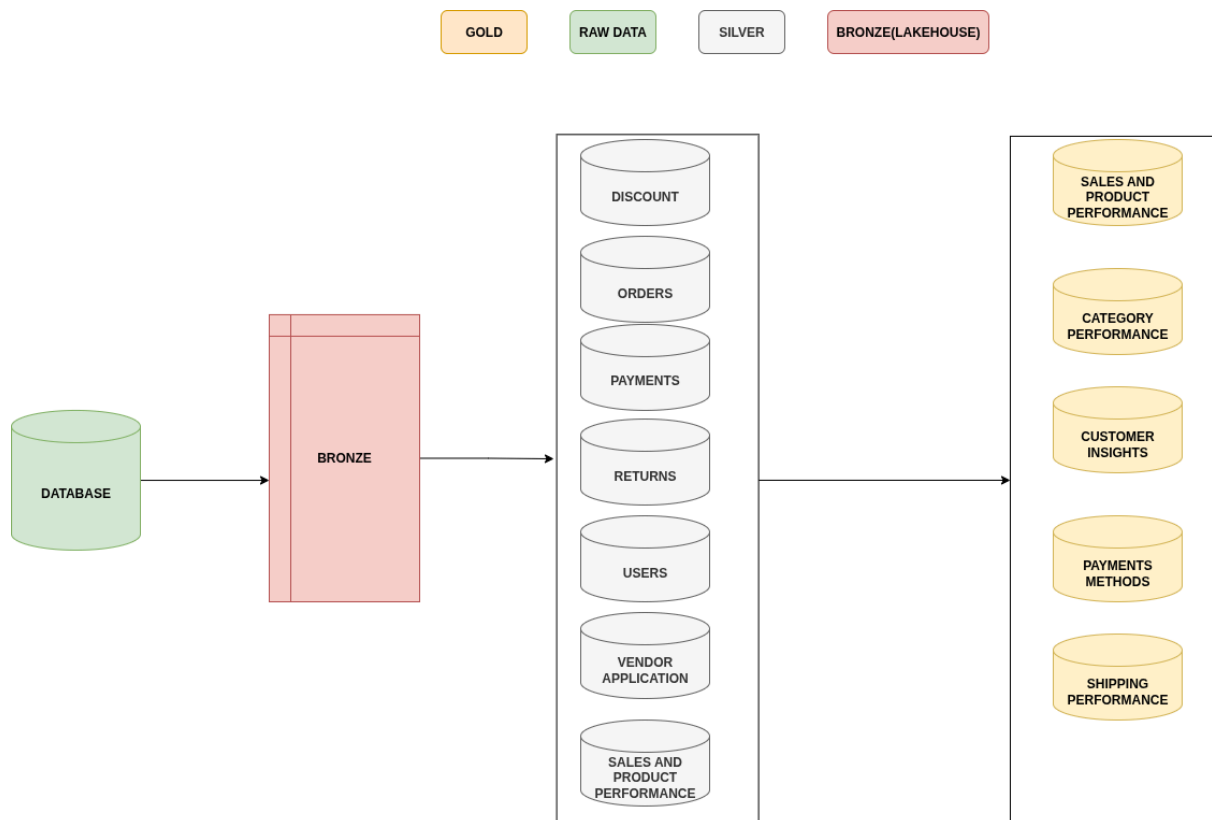 GOLD
RAW DATA
SILVER
BRONZE(LAKEHOUSE)
DATABASE
BRONZE
DISCOUNT
ORDERS
PAYMENTS
RETURNS
USERS
VENDOR
APPLICATION
SALES AND
PRODUCT
PERFORMANCE
SALES AND
PRODUCT
PERFORMANCE
CATEGORY
PERFORMANCE
CUSTOMER
INSIGHTS
PAYMENTS
METHODS
SHIPPING
PERFORMANCE